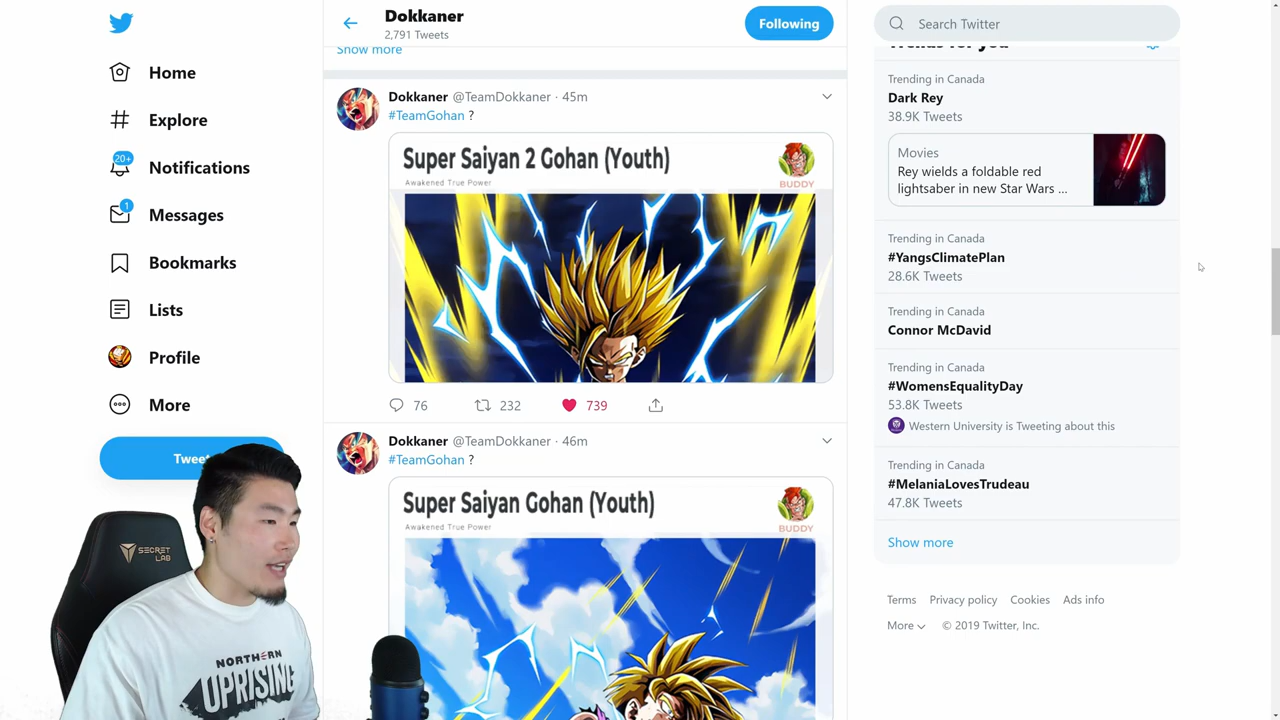 Home
Explore
20+
Notifications
1
Messages
Bookmarks
Lists
Profile
More
Tweet
Dokkaner
2,791 Tweets
Following
Show more
Dokkaner @TeamDokkaner · 45m
#TeamGohan ?
Super Saiyan 2 Gohan (Youth)
Awakened True Power
BUDDY
76
232
739
Dokkaner @TeamDokkaner · 46m
#TeamGohan ?
Super Saiyan Gohan (Youth)
Awakened True Power
BUDDY
Search Twitter
Trends for you
Trending in Canada
Dark Rey
38.9K Tweets
Movies
Rey wields a foldable red
lightsaber in new Star Wars ...
Trending in Canada
#YangsClimatePlan
28.6K Tweets
Trending in Canada
Connor McDavid
Trending in Canada
#WomensEqualityDay
53.8K Tweets
Western University is Tweeting about this
Trending in Canada
#MelaniaLovesTrudeau
47.8K Tweets
Show more
Terms Privacy policy Cookies Ads info
More © 2019 Twitter, Inc.
SECRET
LAB
NORTHERN
UPRISING